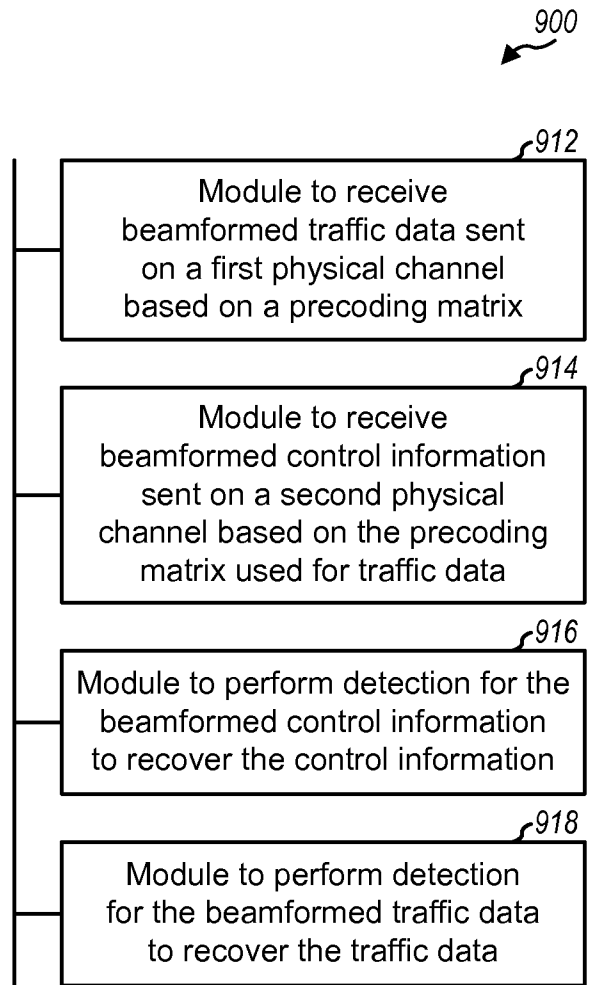 900
912
Module to receive
beamformed traffic data sent
on a first physical channel
based on a precoding matrix
914
Module to receive
beamformed control information
sent on a second physical
channel based on the precoding
matrix used for traffic data
916
Module to perform detection for the
beamformed control information
to recover the control information
918
Module to perform detection
for the beamformed traffic data
to recover the traffic data